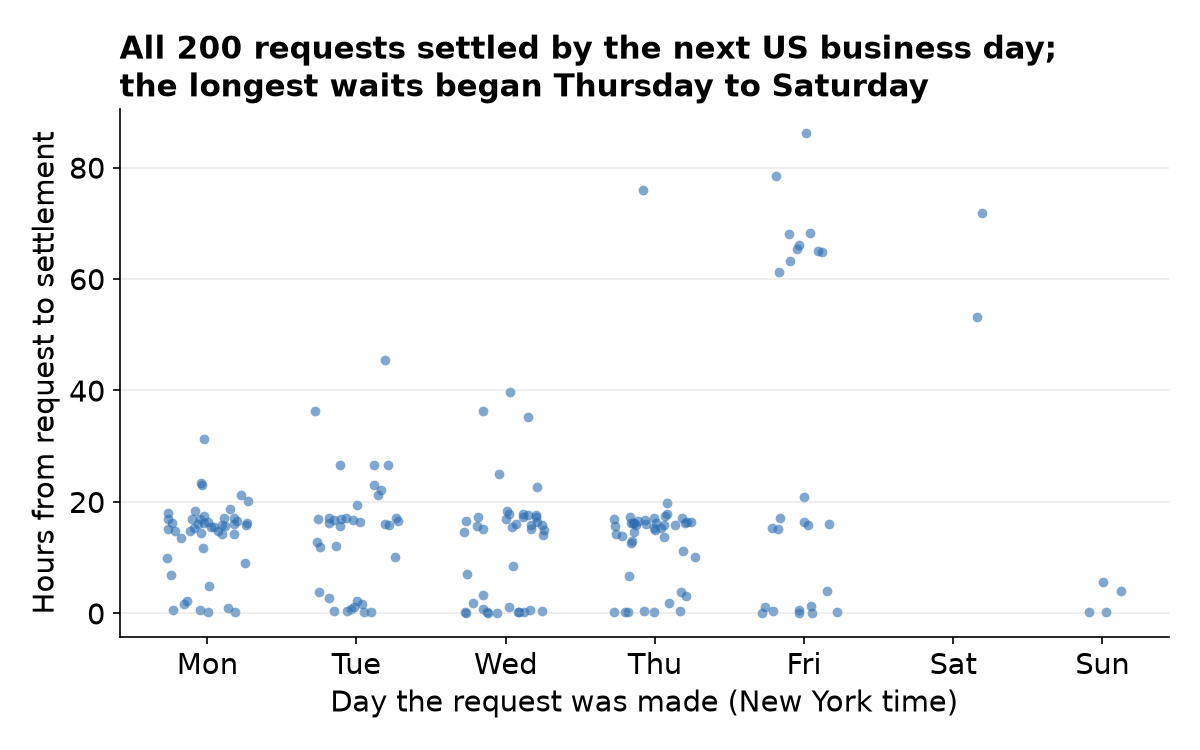 All 200 requests settled by the next US business day;
the longest waits began Thursday to Saturday
Hours from request to settlement
80
60
40
20
0
Mon Tue Wed Thu Fri Sat Sun
Day the request was made (New York time)